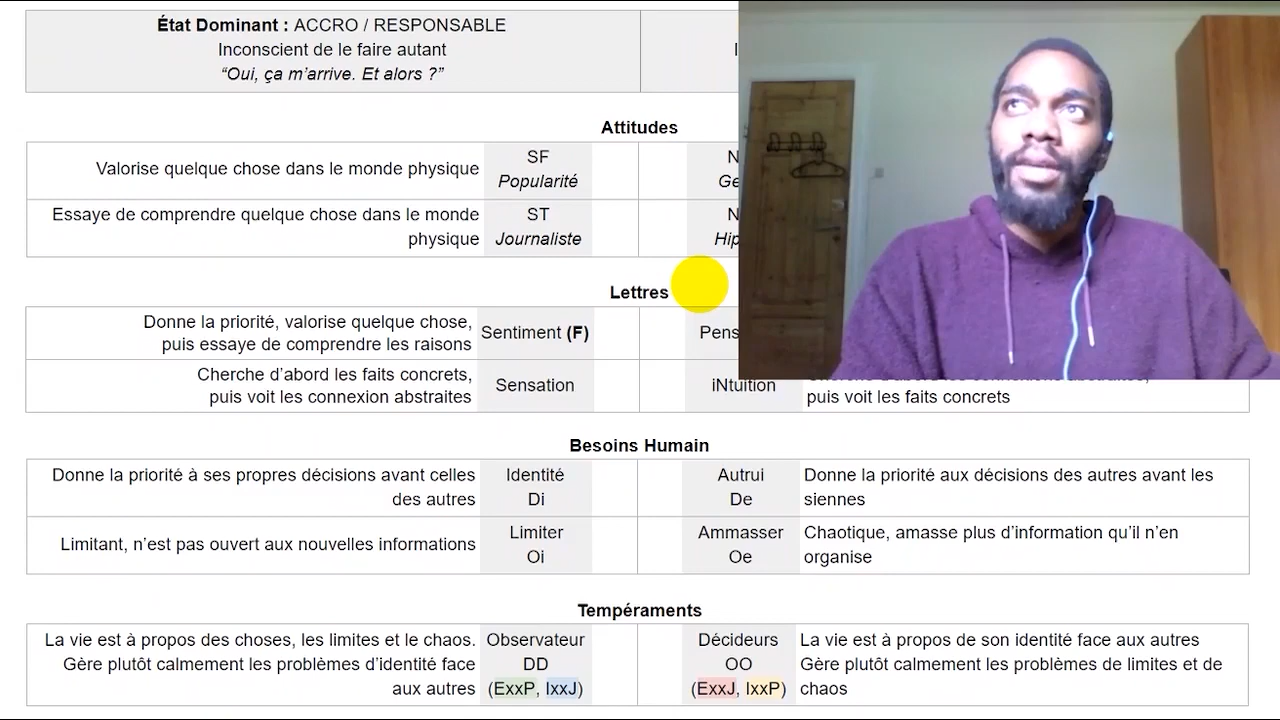 État Dominant : ACCRO / RESPONSABLE
Inconscient de le faire autant
“Oui, ça m’arrive. Et alors ?”
Attitudes
Valorise quelque chose dans le monde physique
SF
Popularité
Essaye de comprendre quelque chose dans le monde
physique
ST
Journaliste
Lettres
Donne la priorité, valorise quelque chose,
puis essaye de comprendre les raisons
Sentiment (F)
Cherche d’abord les faits concrets,
puis voit les connexion abstraites
Sensation
iNtuition
puis voit les faits concrets
Besoins Humain
Donne la priorité à ses propres décisions avant celles
des autres
Identité
Di
Autrui
De
Donne la priorité aux décisions des autres avant les
siennes
Limitant, n’est pas ouvert aux nouvelles informations
Limiter
Oi
Ammasser
Oe
Chaotique, amasse plus d’information qu’il n’en
organise
Tempéraments
La vie est à propos des choses, les limites et le chaos.
Gère plutôt calmement les problèmes d’identité face
aux autres
Observateur
DD
(ExxP, IxxJ)
Décideurs
OO
(ExxJ, IxxP)
La vie est à propos de son identité face aux autres
Gère plutôt calmement les problèmes de limites et de
chaos